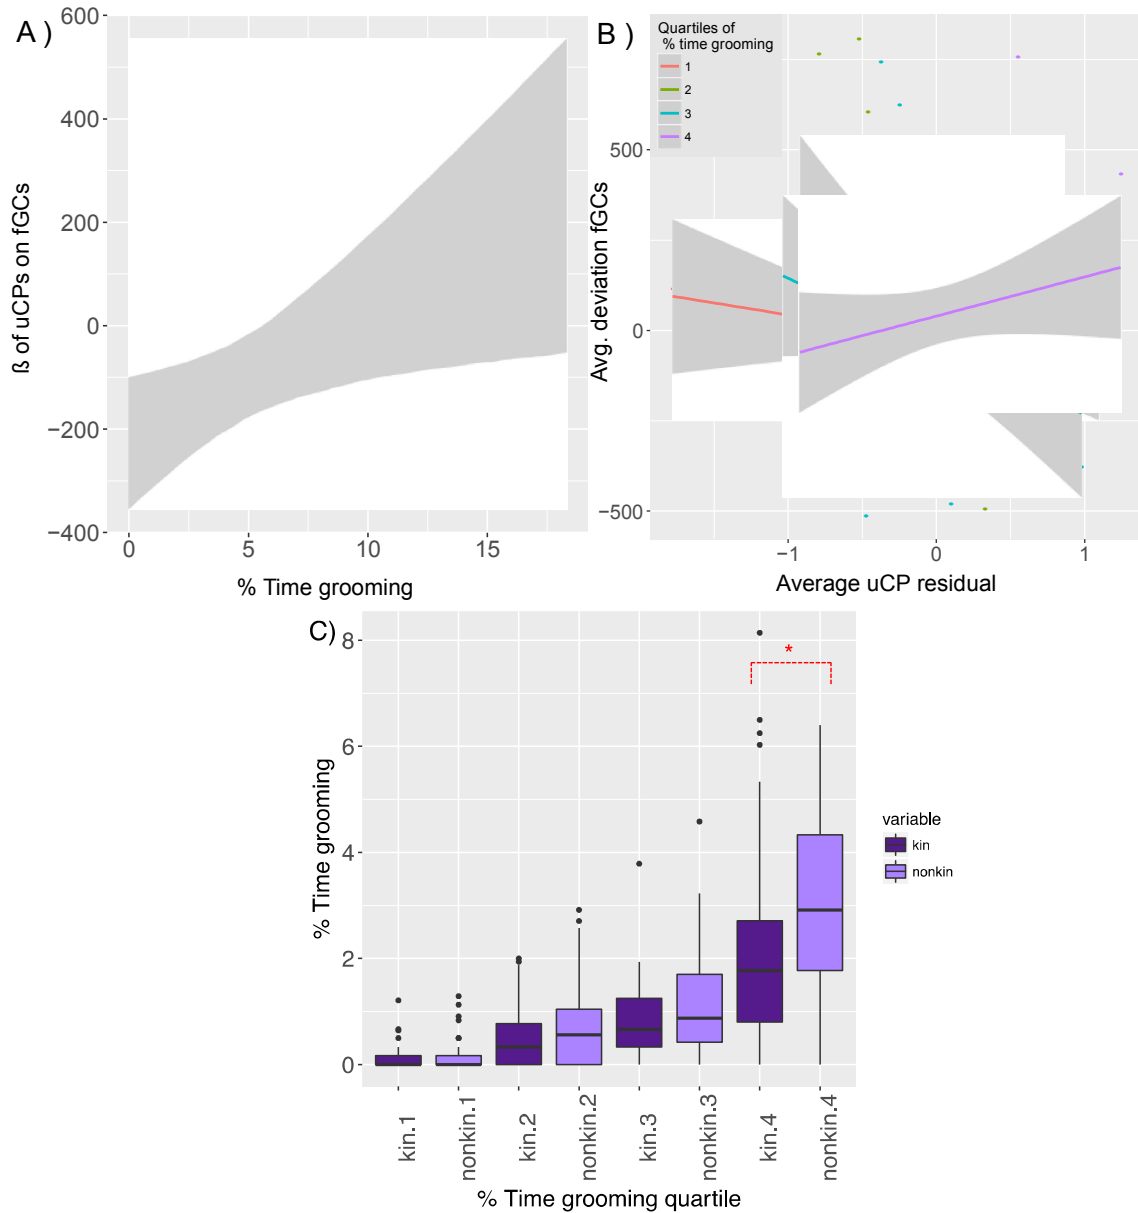 A )
600
400
200
0
−200
−400
ß of uCPs on fGCs
0
5
10
15
% Time grooming
B )
Quartiles of
% time grooming
1
2
3
4
500
0
−500
Avg. deviation fGCs
−1
0
1
Average uCP residual
C)
8
6
4
2
0
% Time grooming
*
kin.1
nonkin.1
kin.2
nonkin.2
kin.3
nonkin.3
kin.4
nonkin.4
% Time grooming quartile
variable
kin
nonkin